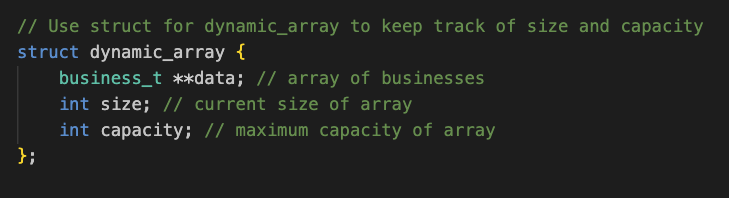 // Use struct for dynamic_array to keep track of size and capacity
struct dynamic_array {
    business_t **data; // array of businesses
    int size; // current size of array
    int capacity; // maximum capacity of array
};